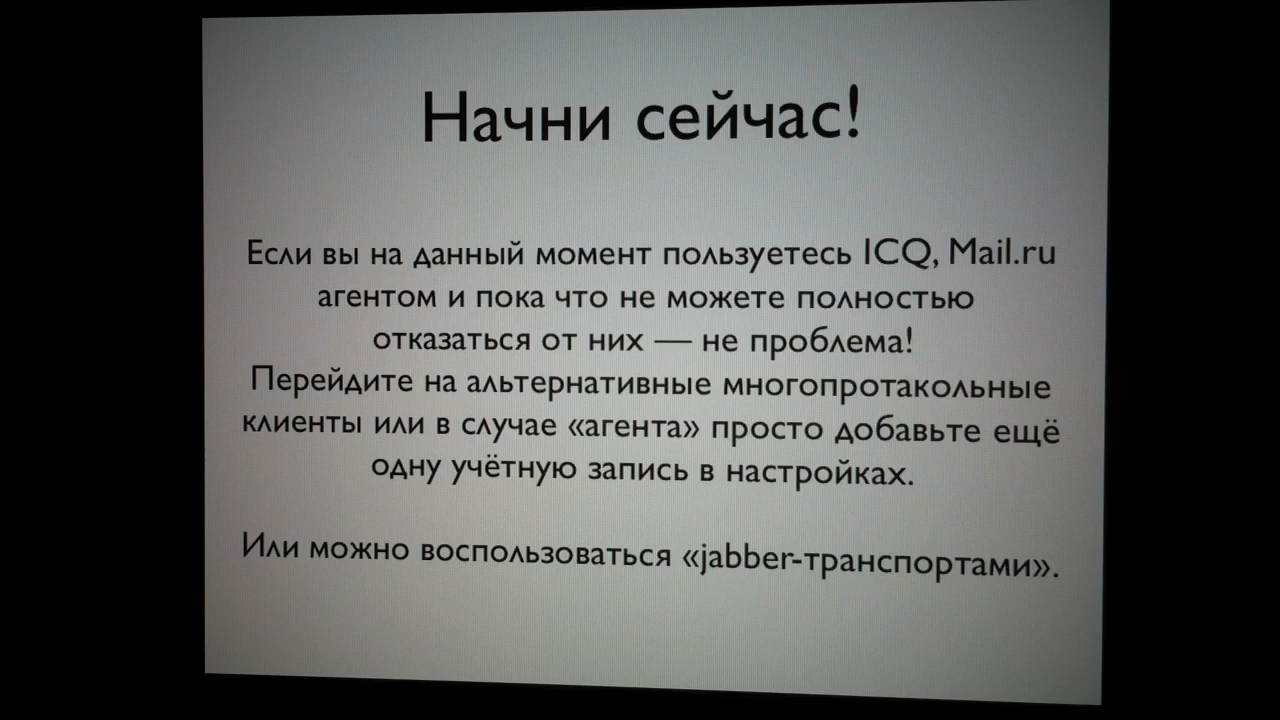 Начни сейчас!
Если вы на данный момент пользуетесь ICQ, Mail.ru
агентом и пока что не можете полностью
отказаться от них — не проблема!
Перейдите на альтернативные многопротакольные
клиенты или в случае «агента» просто добавьте ещё
одну учётную запись в настройках.
Или можно воспользоваться «jabber-транспортами».